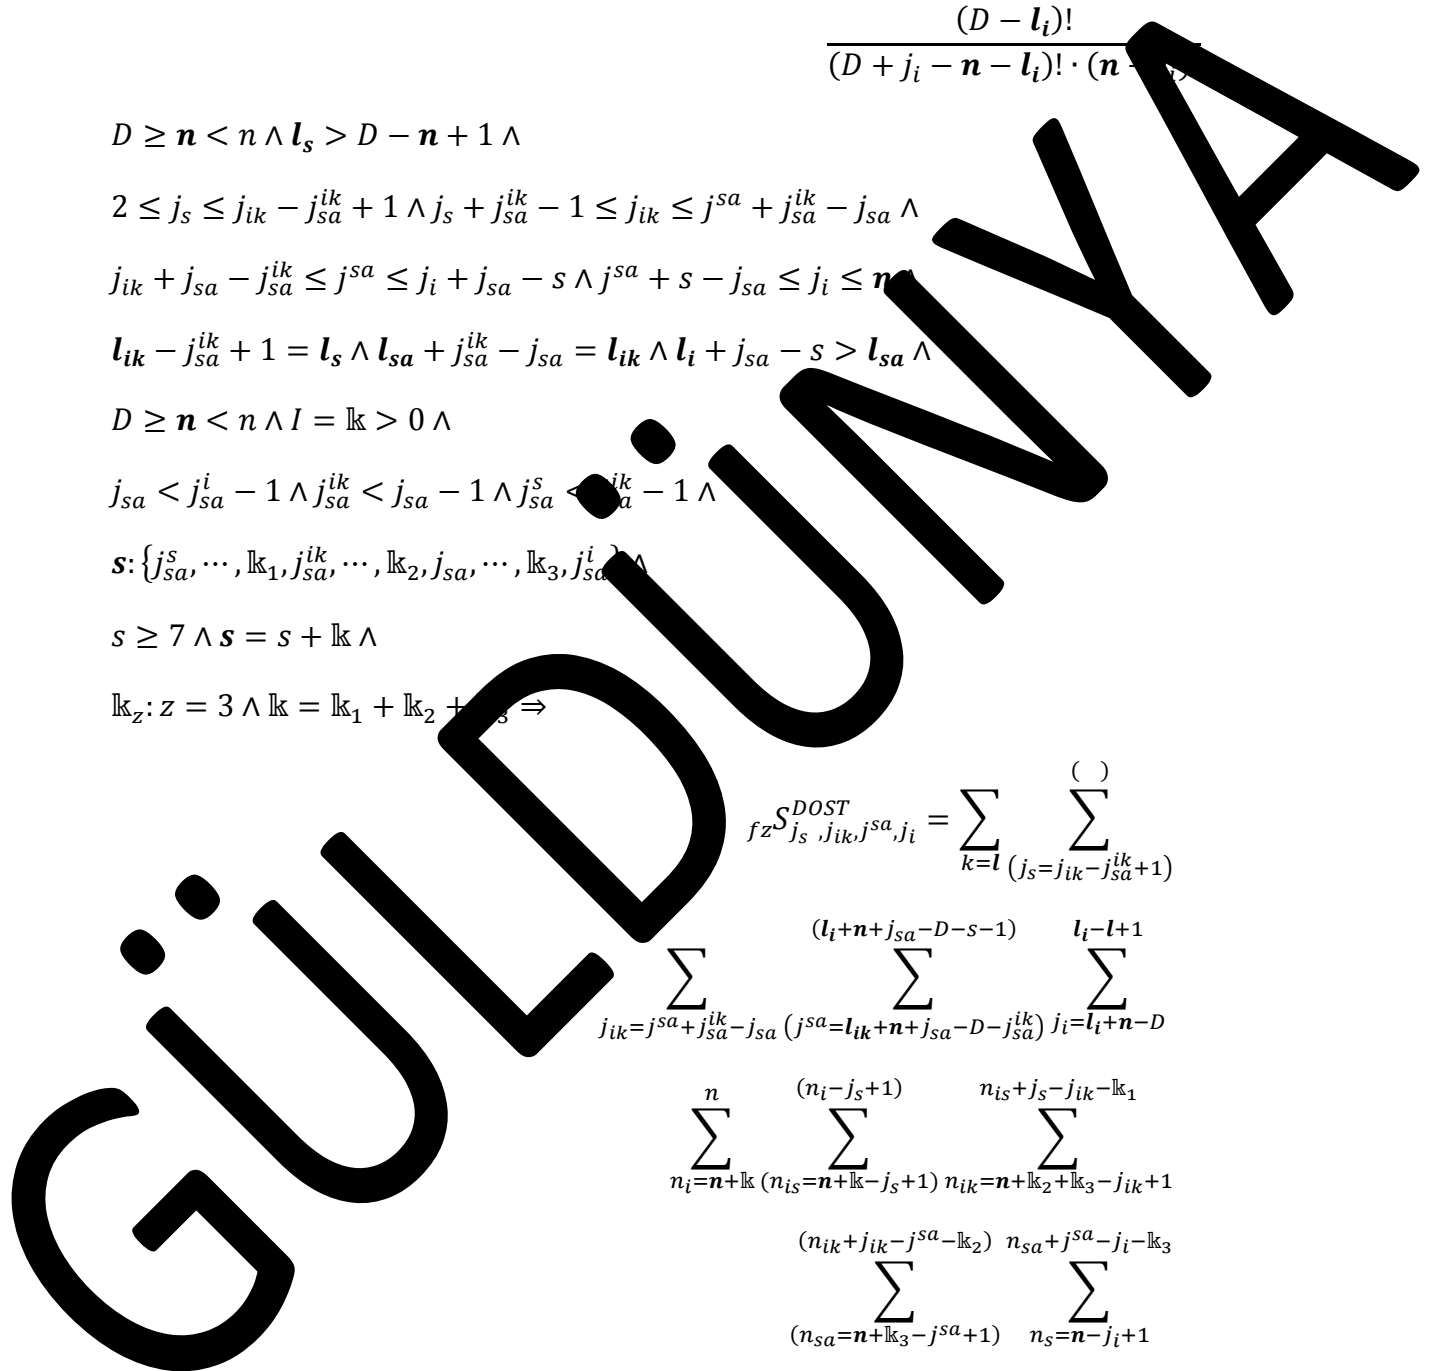 (D − l_i)!
(D + j_i − n − l_i)! · (n
D ≥ n < n ∧ l_s > D − n + 1 ∧
2 ≤ j_s ≤ j_ik − j_sa^ik + 1 ∧ j_s + j_sa^ik − 1 ≤ j_ik ≤ j^sa + j_sa^ik − j_sa ∧
j_ik + j_sa − j_sa^ik ≤ j^sa ≤ j_i + j_sa − s ∧ j^sa + s − j_sa ≤ j_i ≤ n ∧
l_ik − j_sa^ik + 1 = l_s ∧ l_sa + j_sa^ik − j_sa = l_ik ∧ l_i + j_sa − s > l_sa ∧
D ≥ n < n ∧ I = 𝕜 > 0 ∧
j_sa < j_sa^i − 1 ∧ j_sa^ik < j_sa − 1 ∧ j_sa^s < − 1 ∧
s: {j_sa^s, ⋯ , 𝕜_1, j_sa^ik, ⋯ , 𝕜_2, j_sa, ⋯ , 𝕜_3, j_sa^i} ∧
s ≥ 7 ∧ s = s + 𝕜 ∧
𝕜_z: z = 3 ∧ 𝕜 = 𝕜_1 + 𝕜_2 + 𝕜_3 ⇒
( )
_fz S^DOST_{j_s ,j_ik,j^sa,j_i} = ∑ ∑
k=l (j_s=j_ik−j_sa^ik+1)
(l_i+n+j_sa−D−s−1) l_i−l+1
∑ ∑ ∑
j_ik=j^sa+j_sa^ik−j_sa (j^sa=l_ik+n+j_sa−D−j_sa^ik) j_i=l_i+n−D
n (n_i−j_s+1) n_is+j_s−j_ik−𝕜_1
∑ ∑ ∑
n_i=n+𝕜 (n_is=n+𝕜−j_s+1) n_ik=n+𝕜_2+𝕜_3−j_ik+1
(n_ik+j_ik−j^sa−𝕜_2) n_sa+j^sa−j_i−𝕜_3
∑ ∑
(n_sa=n+𝕜_3−j^sa+1) n_s=n−j_i+1
GÜLDÜNYA